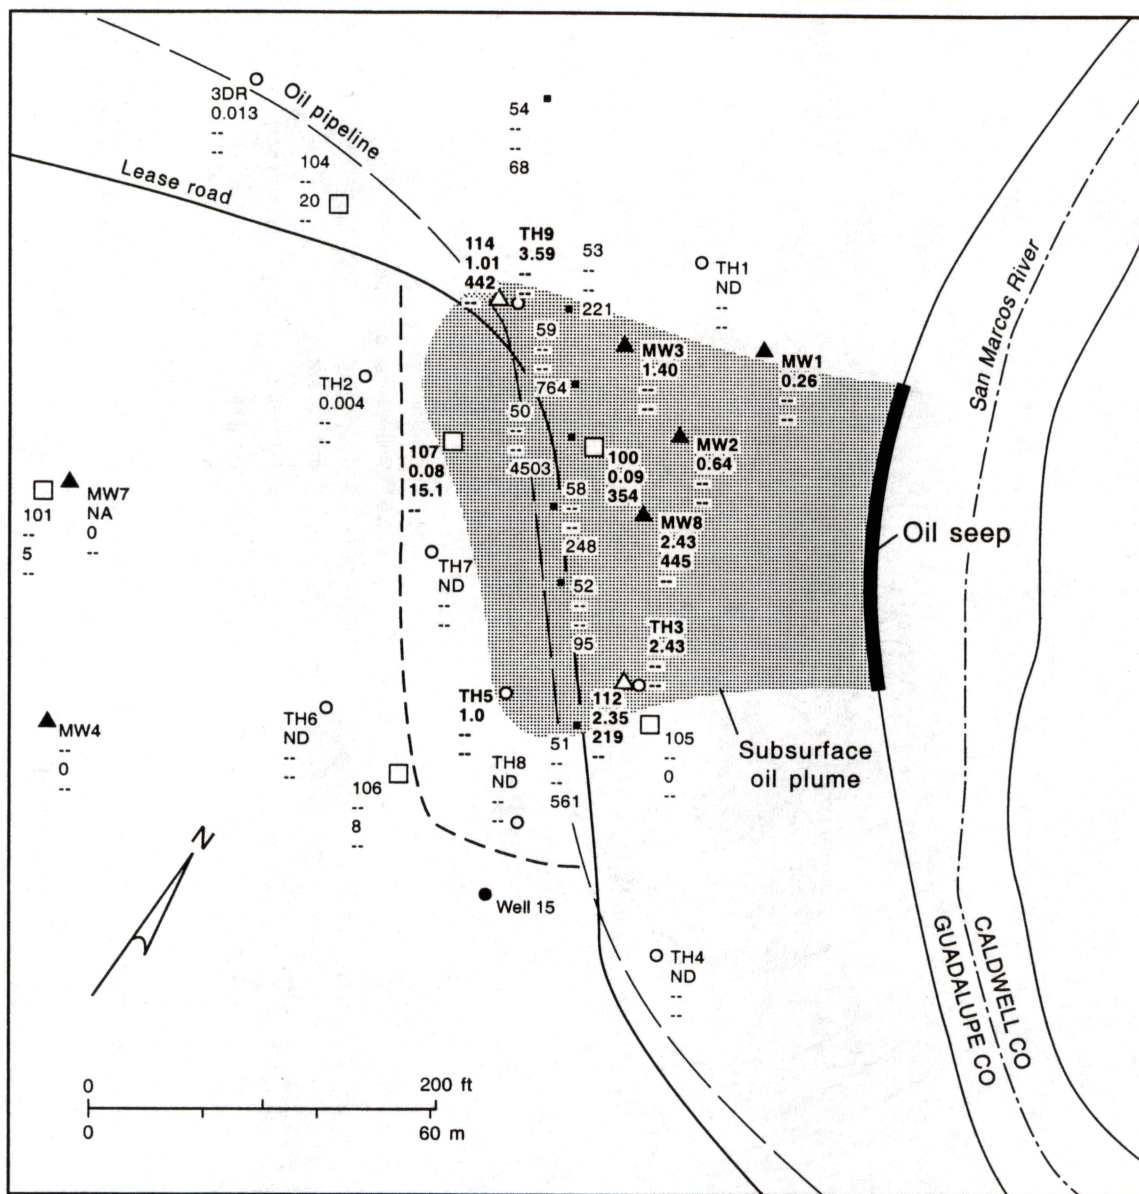 3DR
0.013
--
--
Oil pipeline
54
--
--
68
104
--
20
--
Lease road
114
1.01
442
--
TH9
3.59
--
--
53
--
--
221
TH1
ND
--
--
San Marcos River
59
--
--
764
MW3
1.40
--
--
MW1
0.26
--
--
TH2
0.004
--
--
50
--
--
4503
107
0.08
15.1
--
100
0.09
354
MW2
0.64
--
--
MW7
NA
0
--
101
--
5
--
58
--
--
248
MW8
2.43
445
--
Oil seep
TH7
ND
--
--
52
--
--
95
TH3
2.43
--
--
TH5
1.0
--
--
112
2.35
219
--
105
--
0
--
Subsurface
oil plume
MW4
--
0
--
TH6
ND
--
--
TH8
ND
--
--
51
--
--
561
106
--
8
--
N
Well 15
TH4
ND
--
--
GUADALUPE CO
CALDWELL CO
0 200 ft
0 60 m